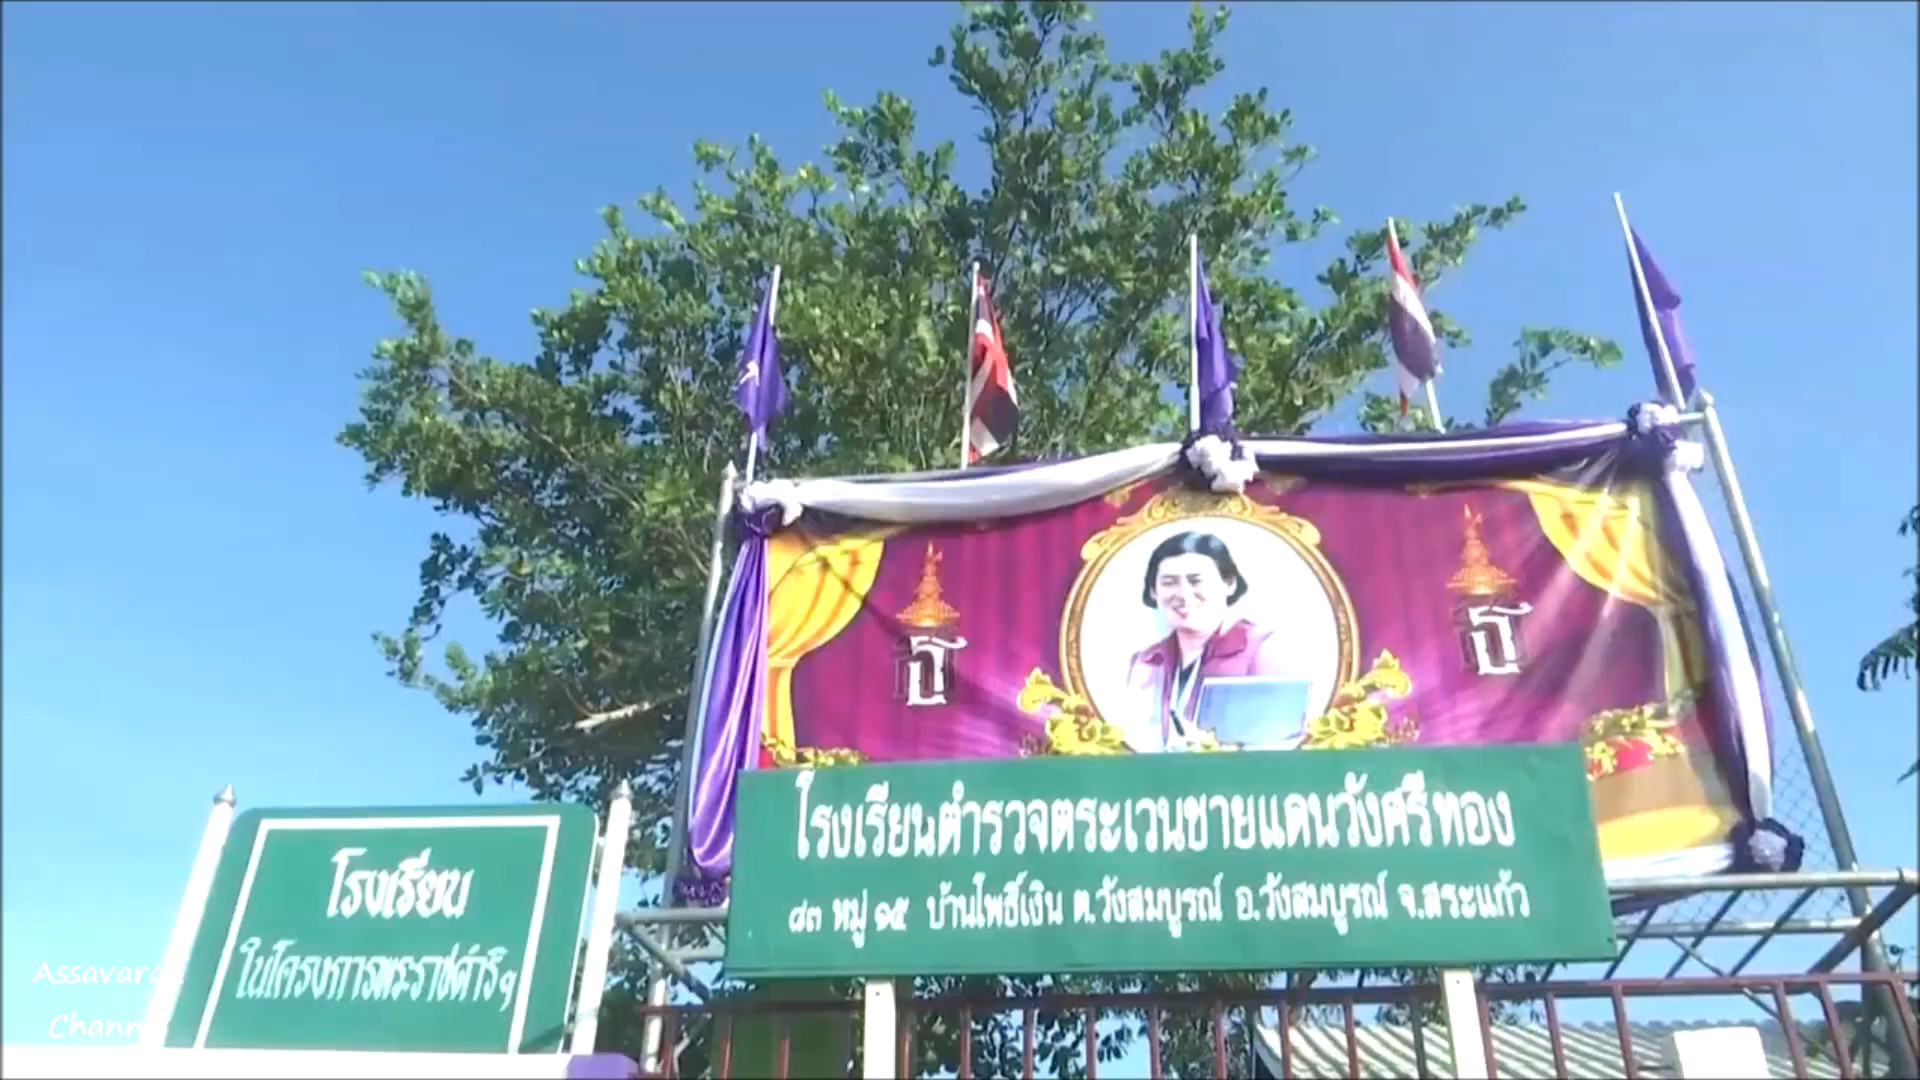 โรงเรียน
ในโครงการพระราชดำริฯ
โรงเรียนตำรวจตระเวนชายแดนวังศรีทอง
๘๓ หมู่ ๑๕ บ้านโพธิ์เงิน ต.วังสมบูรณ์ อ.วังสมบูรณ์ จ.สระแก้ว
Assavara
Channel